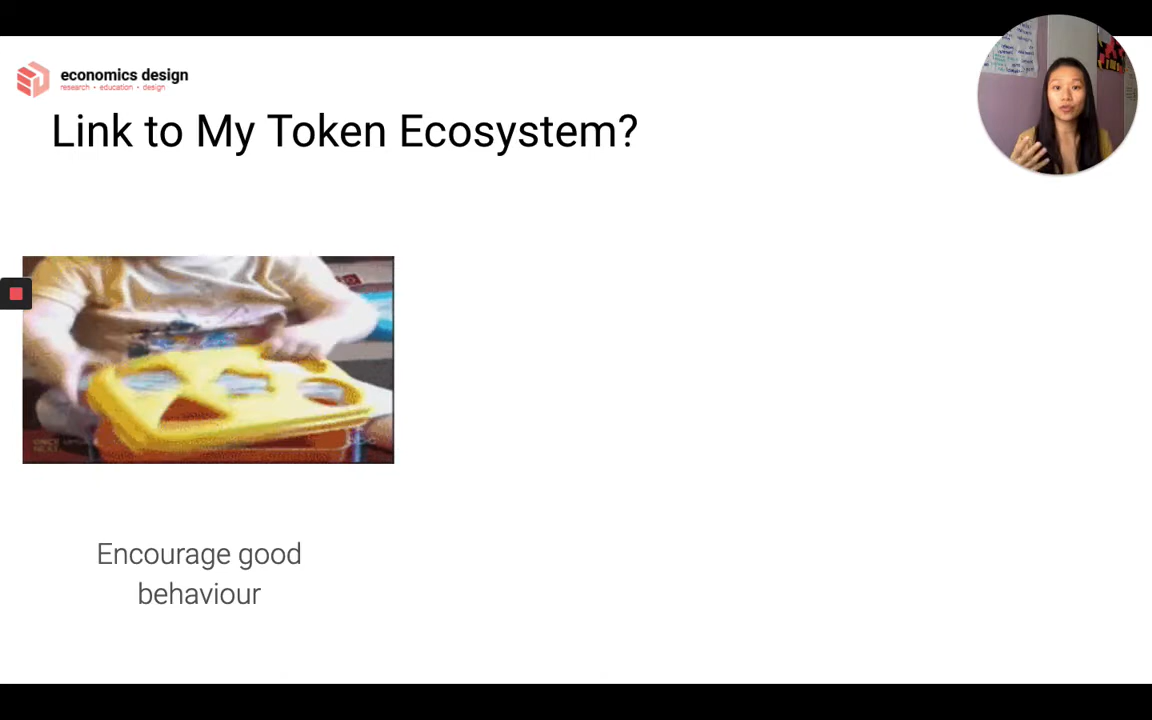 economics design
research • education • design
Link to My Token Ecosystem?
Encourage good
behaviour